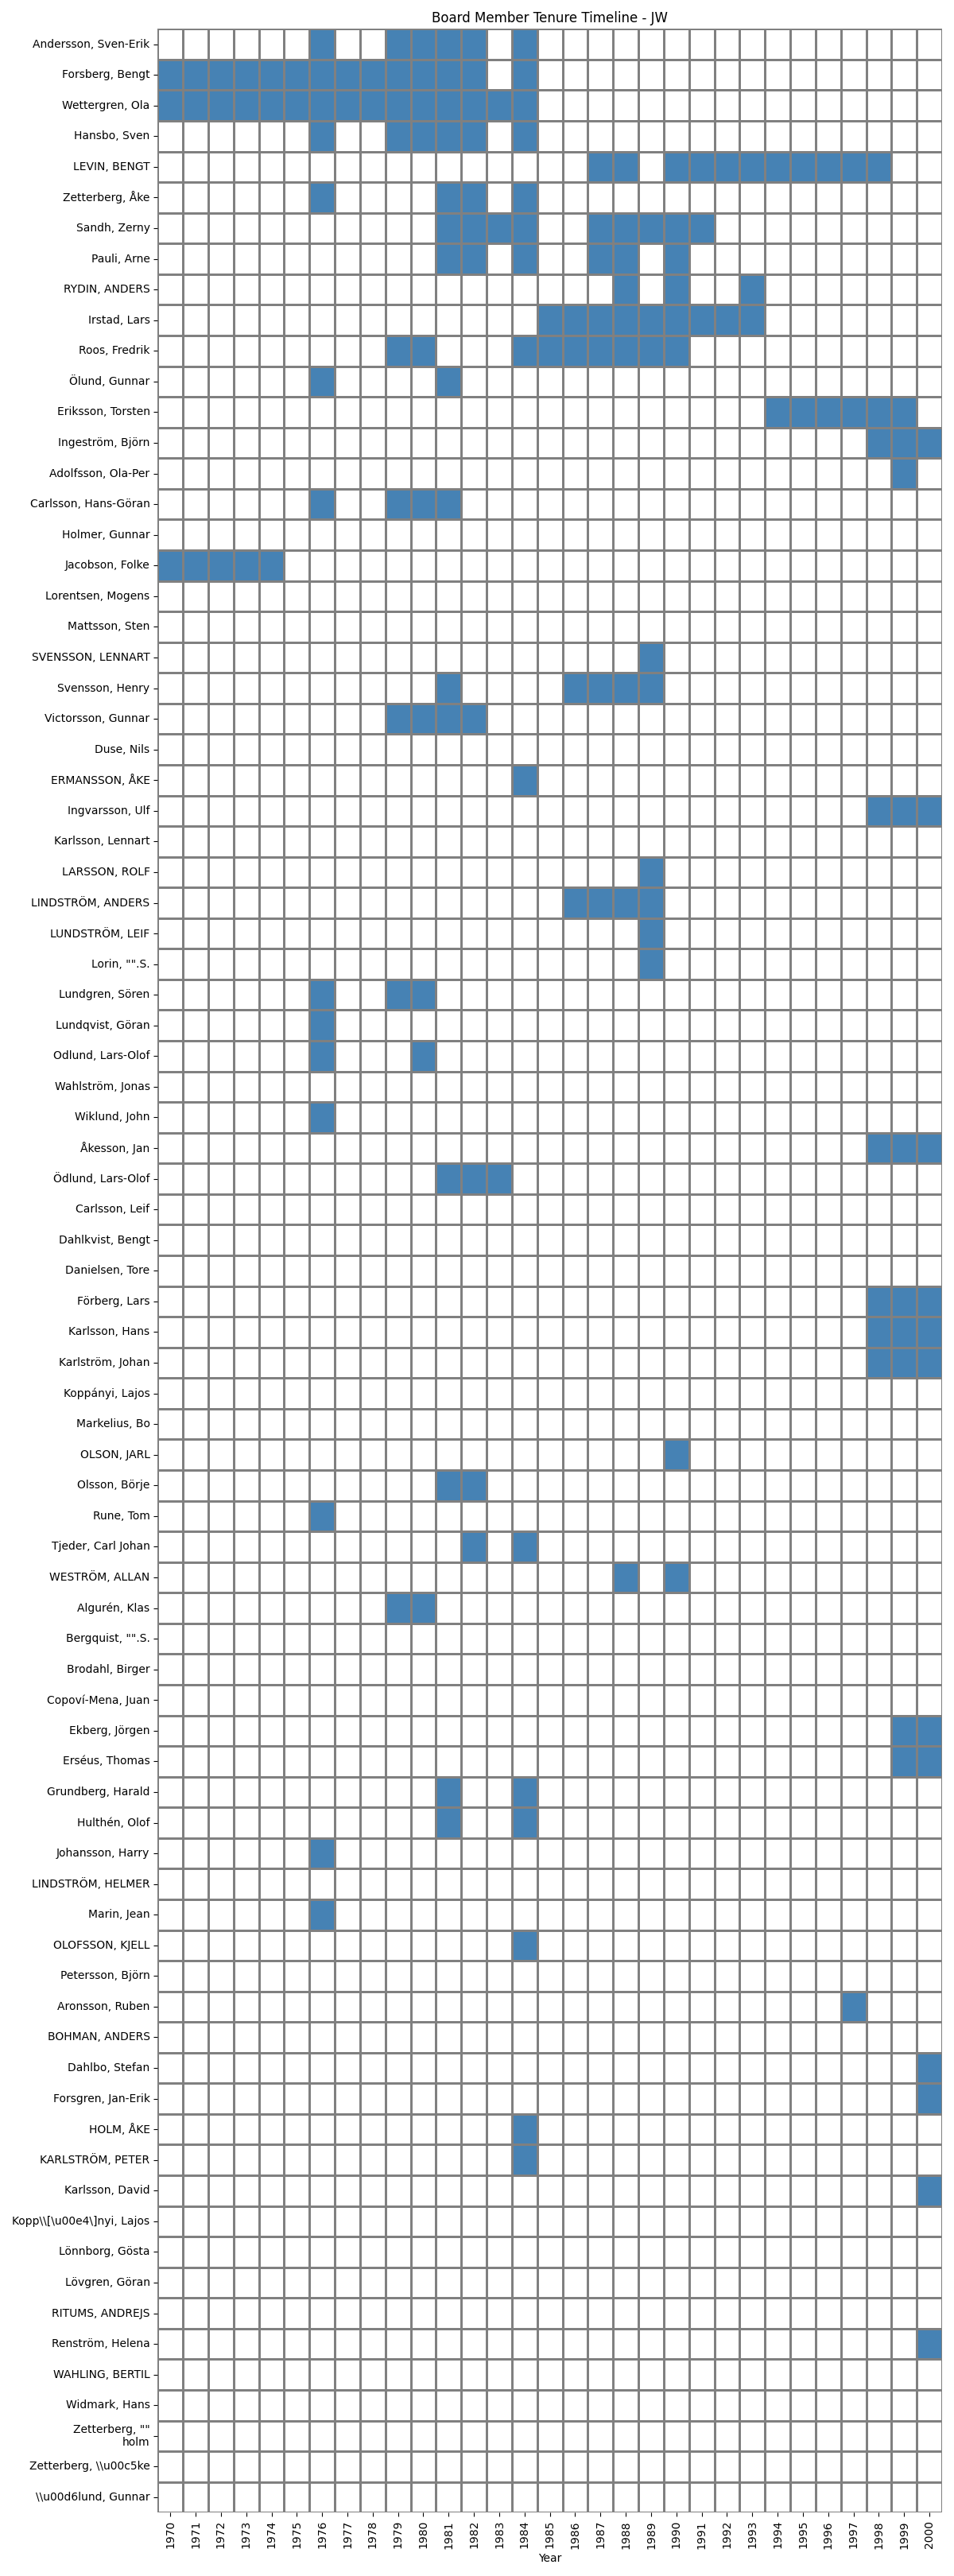 Board Member Tenure Timeline - JW
Andersson, Sven-Erik
Forsberg, Bengt
Wettergren, Ola
Hansbo, Sven
LEVIN, BENGT
Zetterberg, Åke
Sandh, Zerny
Pauli, Arne
RYDIN, ANDERS
Irstad, Lars
Roos, Fredrik
Ölund, Gunnar
Eriksson, Torsten
Ingeström, Björn
Adolfsson, Ola-Per
Carlsson, Hans-Göran
Holmer, Gunnar
Jacobson, Folke
Lorentsen, Mogens
Mattsson, Sten
SVENSSON, LENNART
Svensson, Henry
Victorsson, Gunnar
Duse, Nils
ERMANSSON, ÅKE
Ingvarsson, Ulf
Karlsson, Lennart
LARSSON, ROLF
LINDSTRÖM, ANDERS
LUNDSTRÖM, LEIF
Lorin, "".S.
Lundgren, Sören
Lundqvist, Göran
Odlund, Lars-Olof
Wahlström, Jonas
Wiklund, John
Åkesson, Jan
Ödlund, Lars-Olof
Carlsson, Leif
Dahlkvist, Bengt
Danielsen, Tore
Förberg, Lars
Karlsson, Hans
Karlström, Johan
Koppányi, Lajos
Markelius, Bo
OLSON, JARL
Olsson, Börje
Rune, Tom
Tjeder, Carl Johan
WESTRÖM, ALLAN
Algurén, Klas
Bergquist, "".S.
Brodahl, Birger
Copoví-Mena, Juan
Ekberg, Jörgen
Erséus, Thomas
Grundberg, Harald
Hulthén, Olof
Johansson, Harry
LINDSTRÖM, HELMER
Marin, Jean
OLOFSSON, KJELL
Petersson, Björn
Aronsson, Ruben
BOHMAN, ANDERS
Dahlbo, Stefan
Forsgren, Jan-Erik
HOLM, ÅKE
KARLSTRÖM, PETER
Karlsson, David
Kopp\\[\u00e4\]nyi, Lajos
Lönnborg, Gösta
Lövgren, Göran
RITUMS, ANDREJS
Renström, Helena
WAHLING, BERTIL
Widmark, Hans
Zetterberg, ""
holm
Zetterberg, \\u00c5ke
\\u00d6lund, Gunnar
1970 1971 1972 1973 1974 1975 1976 1977 1978 1979 1980 1981 1982 1983 1984 1985 1986 1987 1988 1989 1990 1991 1992 1993 1994 1995 1996 1997 1998 1999 2000
Year